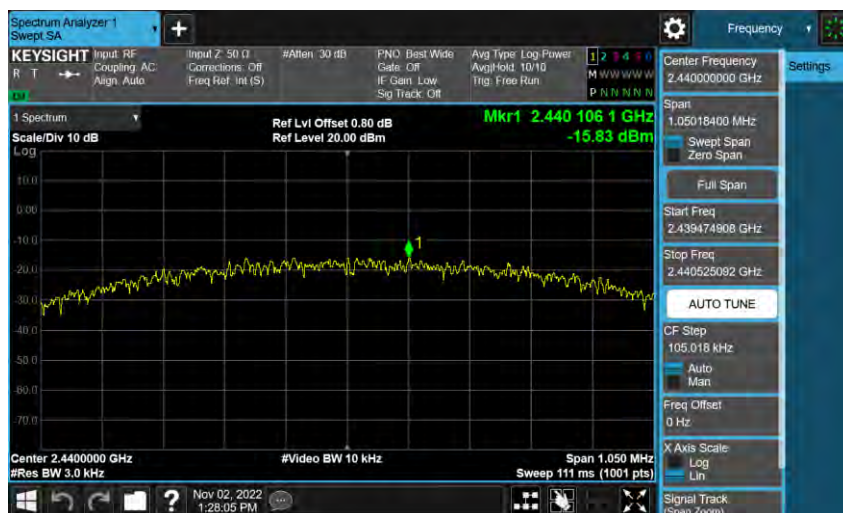 Spectrum Analyzer 1
Swept SA
+
Frequency
KEYSIGHT
R T
Input: RF
Coupling: AC
Align: Auto
Input Z: 50 Ω
Corrections: Off
Freq Ref: Int (S)
#Atten: 30 dB
PNO: Best Wide
Gate: Off
IF Gain: Low
Sig Track: Off
Avg Type: Log-Power
Avg|Hold: 10/10
Trig: Free Run
1 2 3 4 5 6
M W W W W W
P N N N N N
1 Spectrum
Scale/Div 10 dB
Ref Lvl Offset 0.80 dB
Ref Level 20.00 dBm
Mkr1 2.440 106 1 GHz
-15.83 dBm
Log
10.0
0.00
-10.0
-20.0
-30.0
-40.0
-50.0
-60.0
-70.0
1
Center 2.4400000 GHz
#Res BW 3.0 kHz
#Video BW 10 kHz
Span 1.050 MHz
Sweep 111 ms (1001 pts)
?
Nov 02, 2022
1:28:05 PM
Center Frequency
2.440000000 GHz
Settings
Span
1.05018400 MHz
Swept Span
Zero Span
Full Span
Start Freq
2.439474908 GHz
Stop Freq
2.440525092 GHz
AUTO TUNE
CF Step
105.018 kHz
Auto
Man
Freq Offset
0 Hz
X Axis Scale
Log
Lin
Signal Track
(Span Zoom)